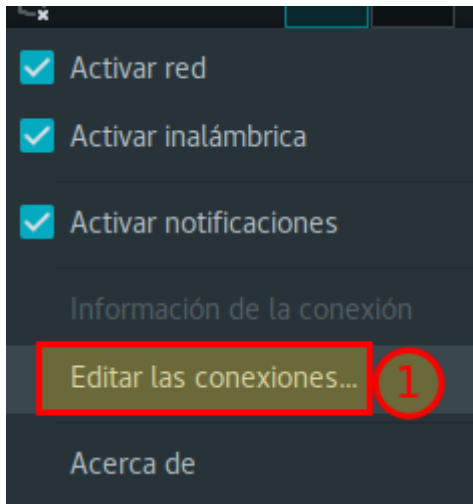 Activar red
Activar inalámbrica
Activar notificaciones
Información de la conexión
Editar las conexiones...
1
Acerca de